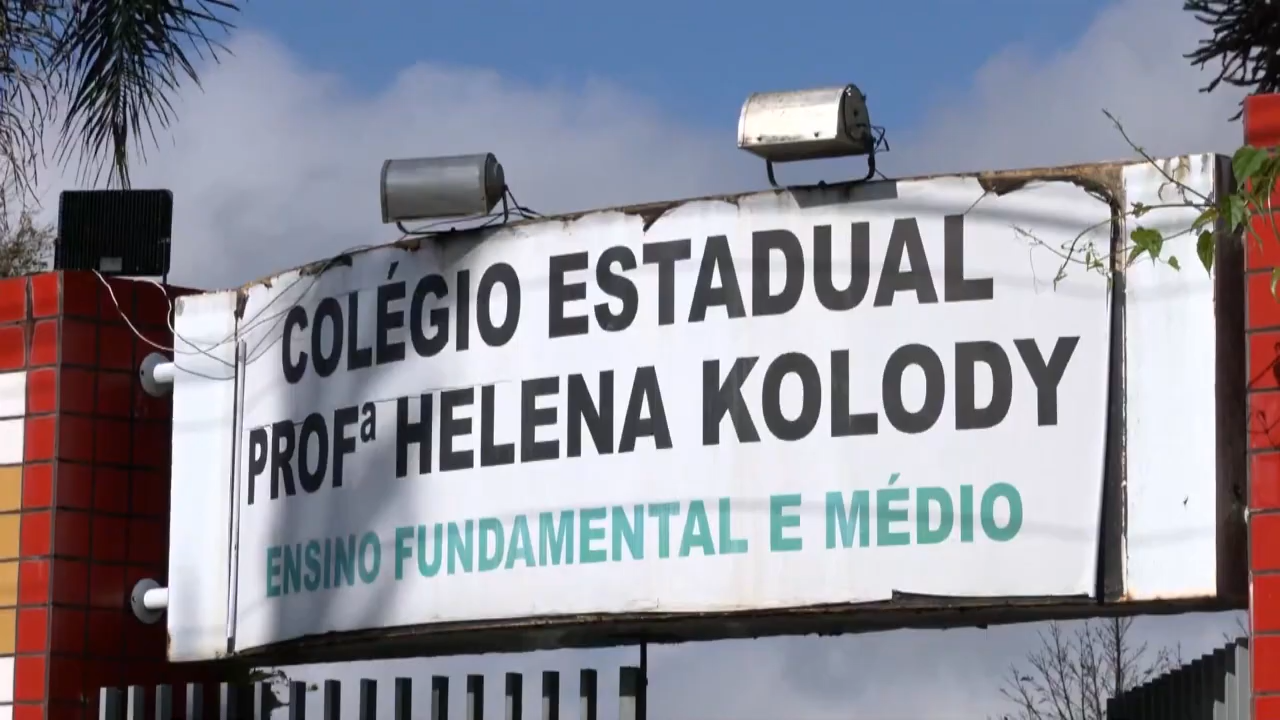 COLÉGIO ESTADUAL
PROFª HELENA KOLODY
ENSINO FUNDAMENTAL E MÉDIO